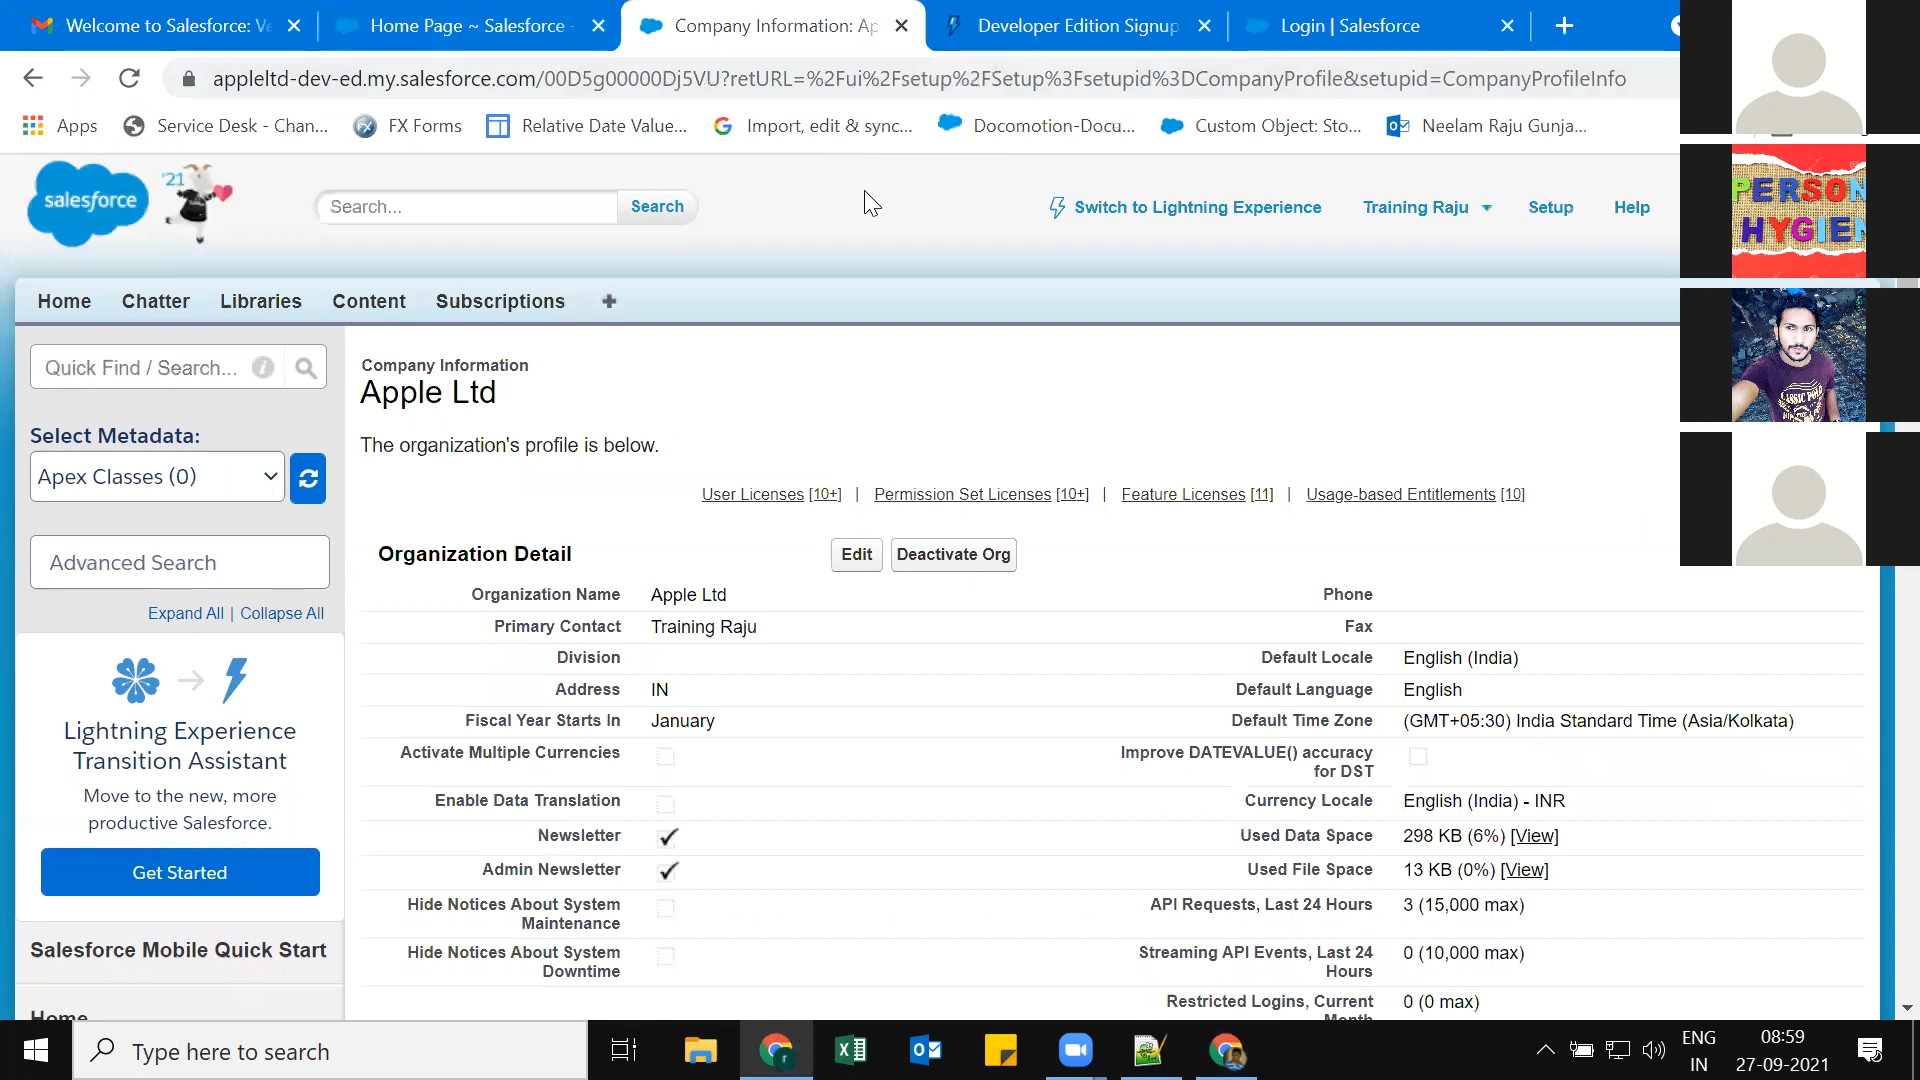 Welcome to Salesforce: Ve
Home Page ~ Salesforce -
Company Information: Ap
Developer Edition Signup
Login | Salesforce
appleltd-dev-ed.my.salesforce.com/00D5g00000Dj5VU?retURL=%2Fui%2Fsetup%2FSetup%3Fsetupid%3DCompanyProfile&setupid=CompanyProfileInfo
Apps
Service Desk - Chan...
FX Forms
Relative Date Value...
Import, edit & sync...
Docomotion-Docu...
Custom Object: Sto...
Neelam Raju Gunja...
salesforce
'21
Search...
Search
Switch to Lightning Experience
Training Raju
Setup
Help
PERSON
HYGIEN
CLASSIC POLO
Home
Chatter
Libraries
Content
Subscriptions
Quick Find / Search...
Select Metadata:
Apex Classes (0)
Advanced Search
Expand All | Collapse All
Lightning Experience
Transition Assistant
Move to the new, more
productive Salesforce.
Get Started
Salesforce Mobile Quick Start
Home
Company Information
Apple Ltd
The organization's profile is below.
User Licenses [10+] | Permission Set Licenses [10+] | Feature Licenses [11] | Usage-based Entitlements [10]
Organization Detail
Edit
Deactivate Org
Organization Name Apple Ltd
Phone
Primary Contact Training Raju
Fax
Division
Default Locale English (India)
Address IN
Default Language English
Fiscal Year Starts In January
Default Time Zone (GMT+05:30) India Standard Time (Asia/Kolkata)
Activate Multiple Currencies
Improve DATEVALUE() accuracy
for DST
Enable Data Translation
Currency Locale English (India) - INR
Newsletter
Used Data Space 298 KB (6%) [View]
Admin Newsletter
Used File Space 13 KB (0%) [View]
Hide Notices About System
Maintenance
API Requests, Last 24 Hours 3 (15,000 max)
Hide Notices About System
Downtime
Streaming API Events, Last 24
Hours
0 (10,000 max)
Restricted Logins, Current
Month
0 (0 max)
Type here to search
ENG
IN
08:59
27-09-2021